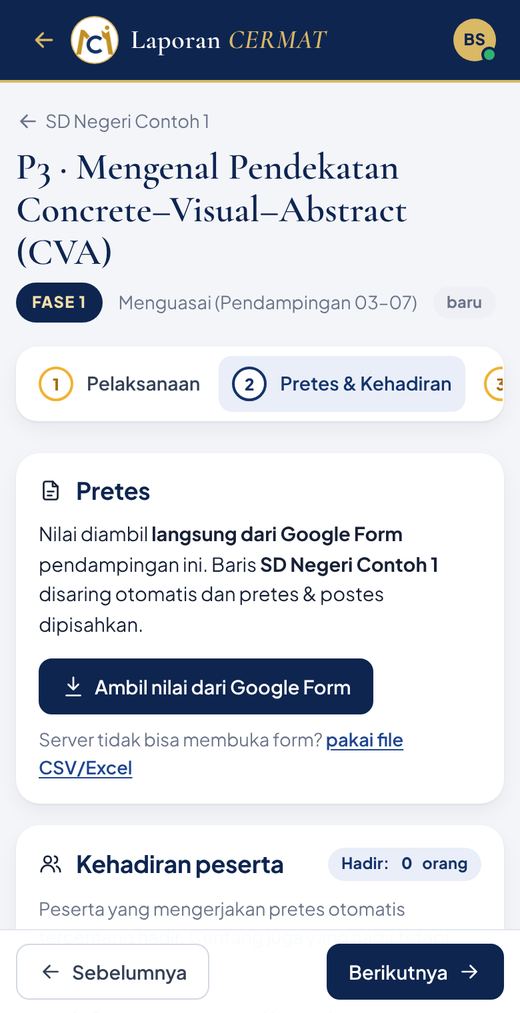 ← Laporan CERMAT BS
← SD Negeri Contoh 1
P3 · Mengenal Pendekatan
Concrete–Visual–Abstract
(CVA)
FASE 1 Menguasai (Pendampingan 03–07) baru
1 Pelaksanaan 2 Pretes & Kehadiran 3
Pretes
Nilai diambil langsung dari Google Form
pendampingan ini. Baris SD Negeri Contoh 1
disaring otomatis dan pretes & postes
dipisahkan.
Ambil nilai dari Google Form
Server tidak bisa membuka form? pakai file
CSV/Excel
Kehadiran peserta Hadir: 0 orang
Peserta yang mengerjakan pretes otomatis
← Sebelumnya Berikutnya →